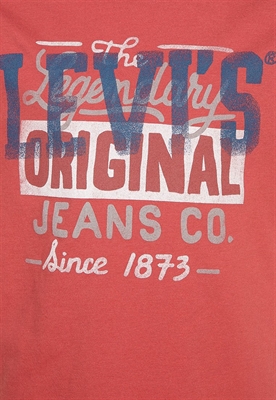 The
LEVI'S®
Legendary
ORIGINAL
JEANS CO.
Since 1873